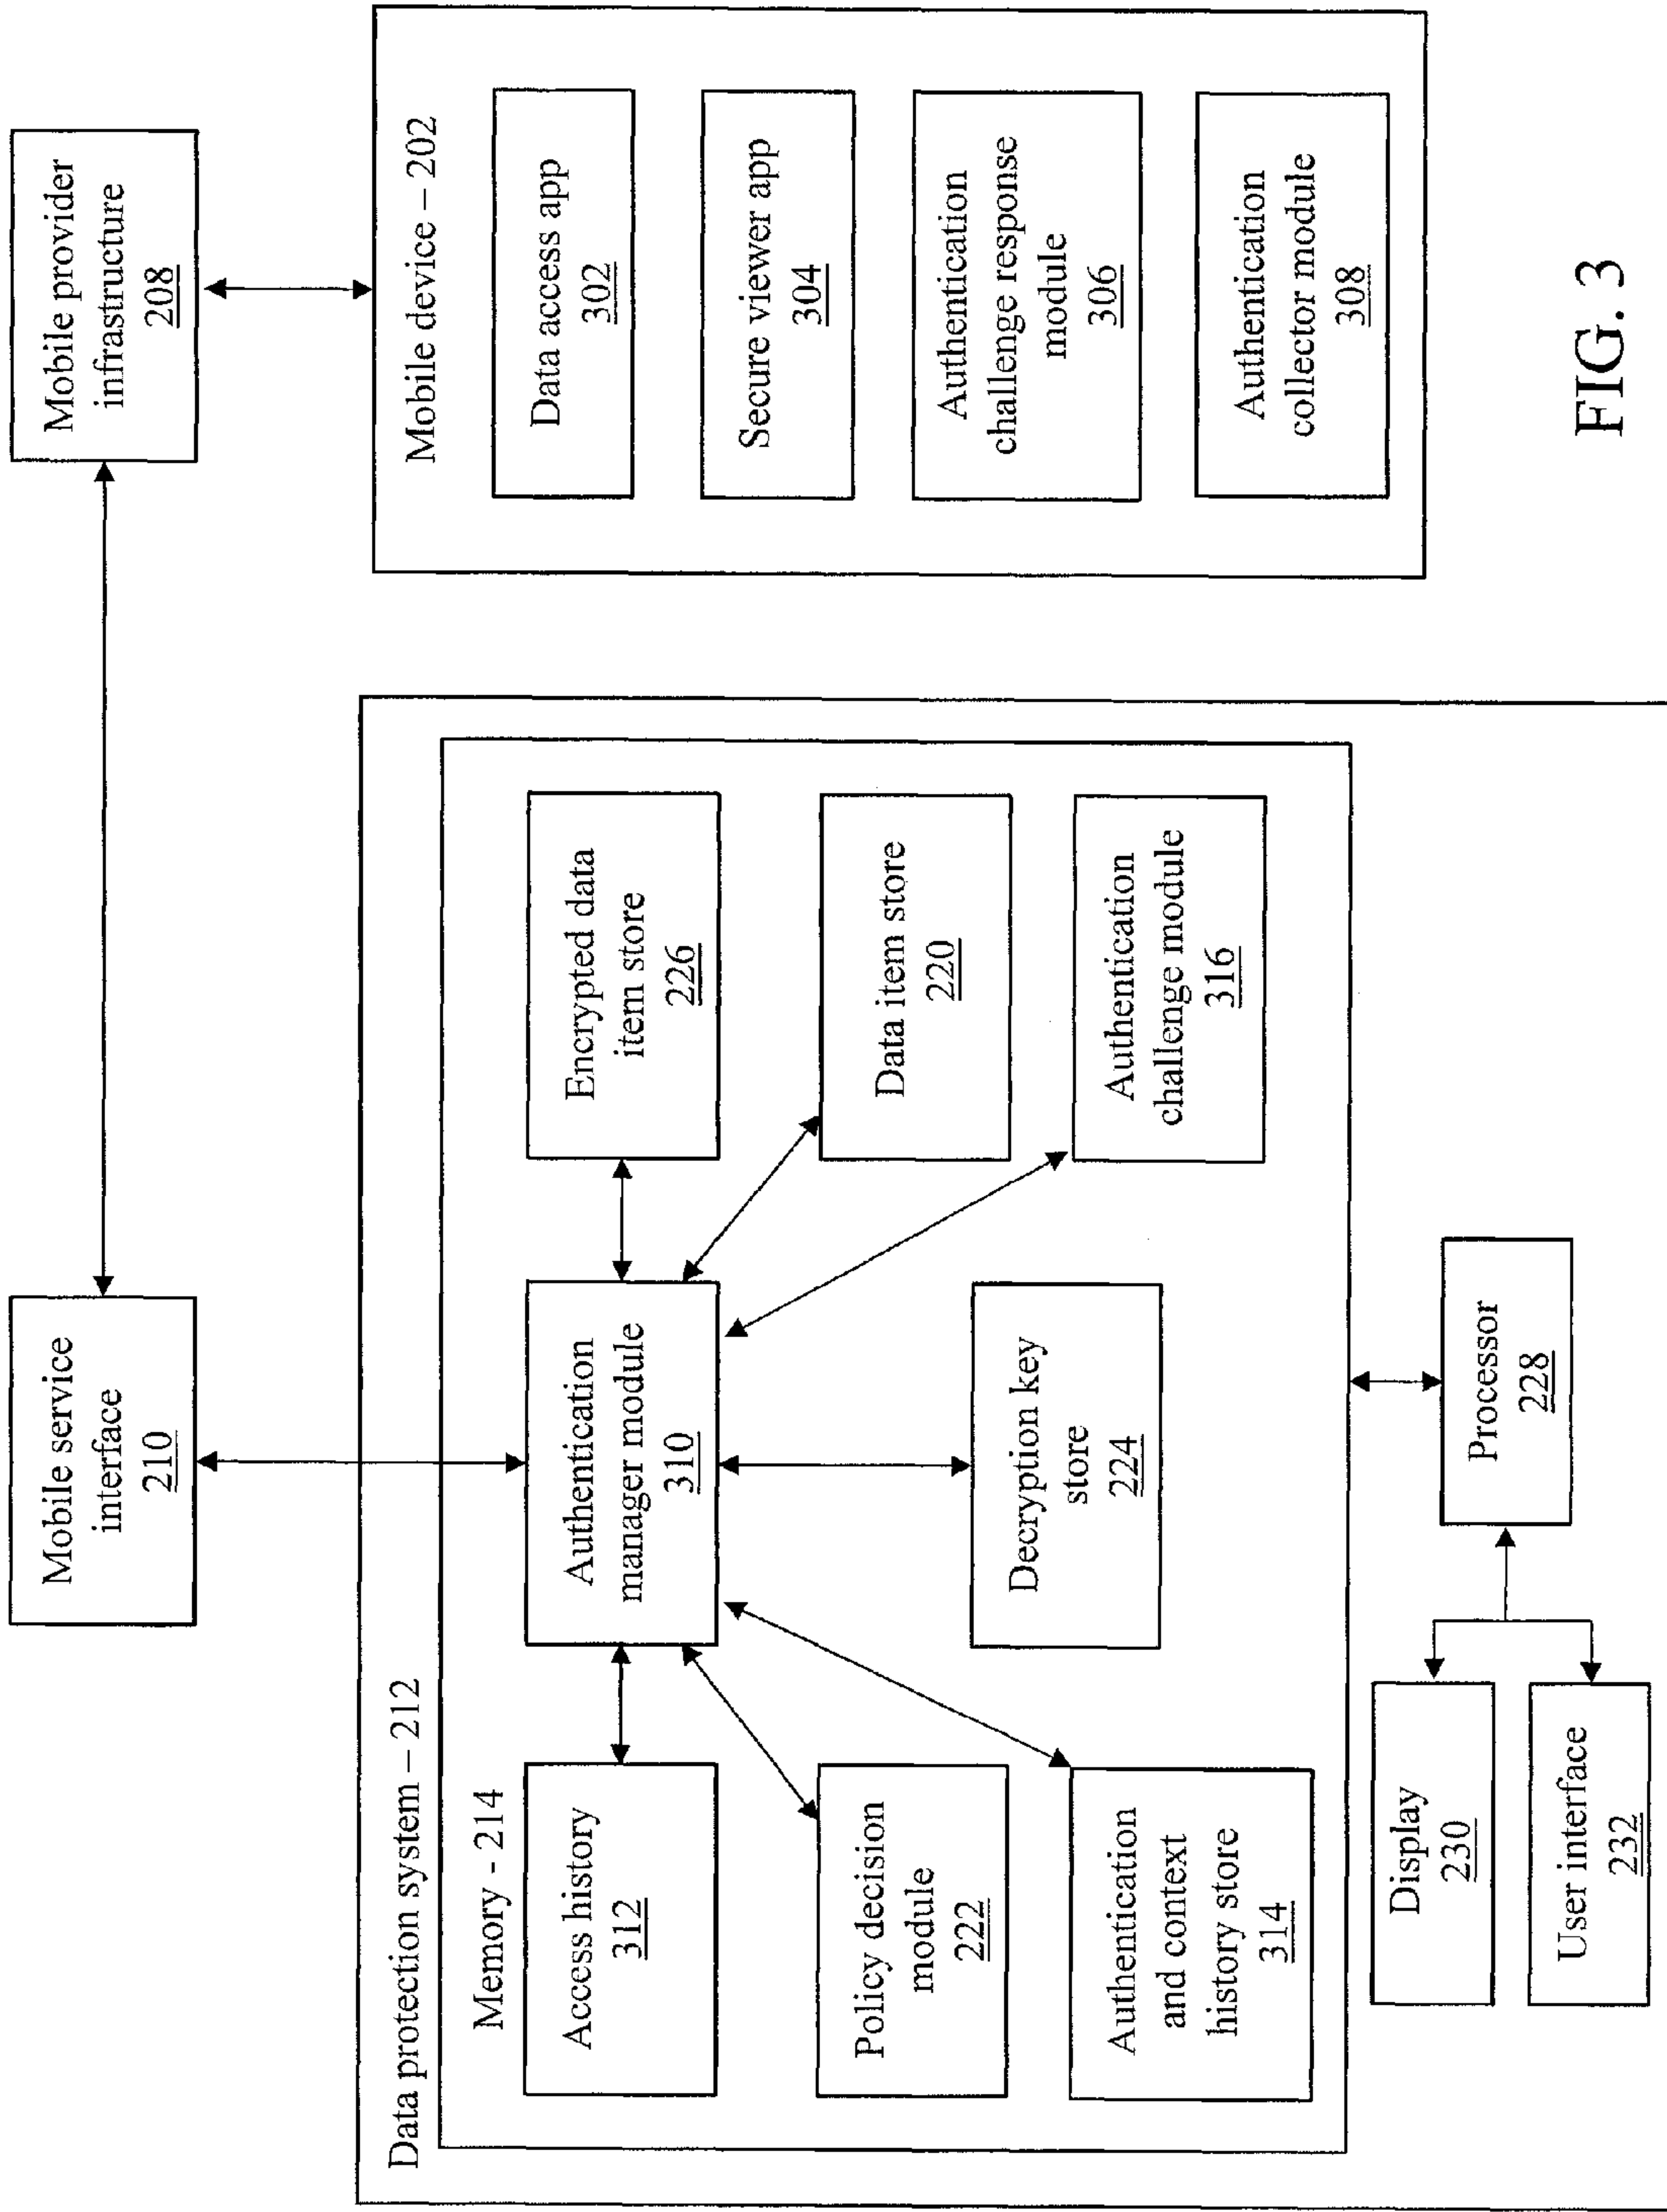 Mobile service
interface
210
Mobile provider
infrastructure
208
Data protection system – 212
Memory - 214
Access history
312
Authentication
manager module
310
Encrypted data
item store
226
Policy decision
module
222
Data item store
220
Authentication
and context
history store
314
Decryption key
store
224
Authentication
challenge module
316
Display
230
User interface
232
Processor
228
Mobile device – 202
Data access app
302
Secure viewer app
304
Authentication
challenge response
module
306
Authentication
collector module
308
FIG. 3